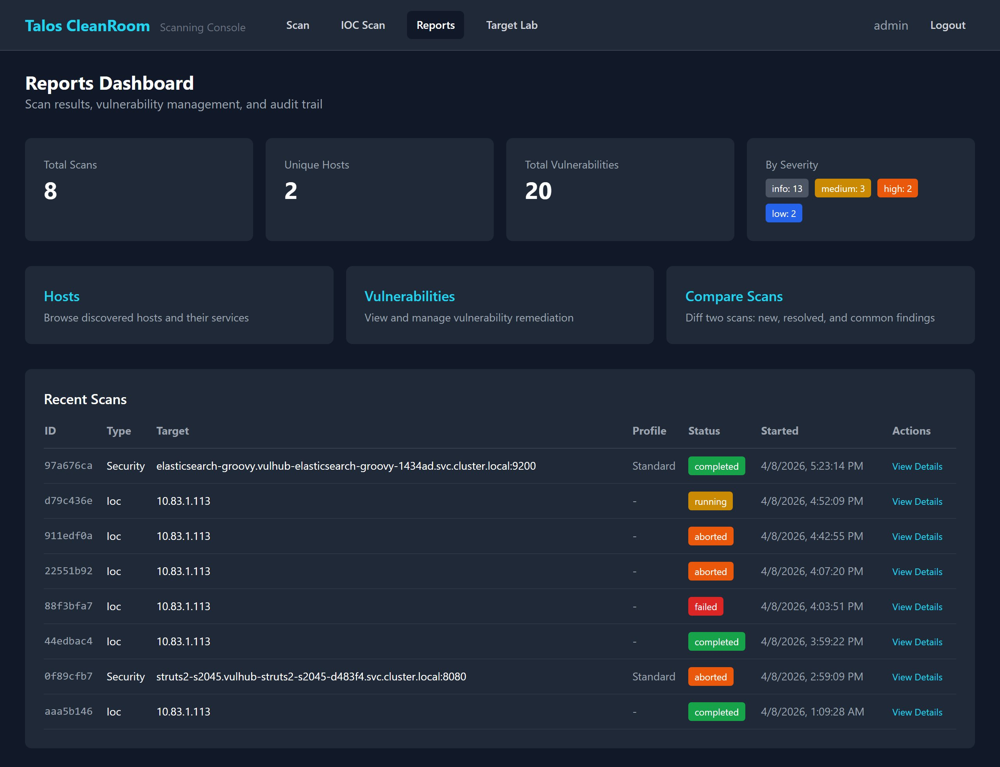 Talos CleanRoom Scanning Console Scan IOC Scan Reports Target Lab admin Logout
Reports Dashboard
Scan results, vulnerability management, and audit trail
Total Scans
8
Unique Hosts
2
Total Vulnerabilities
20
By Severity
info: 13 medium: 3 high: 2
low: 2
Hosts
Browse discovered hosts and their services
Vulnerabilities
View and manage vulnerability remediation
Compare Scans
Diff two scans: new, resolved, and common findings
Recent Scans
ID Type Target Profile Status Started Actions
97a676ca Security elasticsearch-groovy.vulhub-elasticsearch-groovy-1434ad.svc.cluster.local:9200 Standard completed 4/8/2026, 5:23:14 PM View Details
d79c436e Ioc 10.83.1.113 - running 4/8/2026, 4:52:09 PM View Details
911edf0a Ioc 10.83.1.113 - aborted 4/8/2026, 4:42:55 PM View Details
22551b92 Ioc 10.83.1.113 - aborted 4/8/2026, 4:07:20 PM View Details
88f3bfa7 Ioc 10.83.1.113 - failed 4/8/2026, 4:03:51 PM View Details
44edbac4 Ioc 10.83.1.113 - completed 4/8/2026, 3:59:22 PM View Details
0f89cfb7 Security struts2-s2045.vulhub-struts2-s2045-d483f4.svc.cluster.local:8080 Standard aborted 4/8/2026, 2:59:09 PM View Details
aaa5b146 Ioc 10.83.1.113 - completed 4/8/2026, 1:09:28 AM View Details